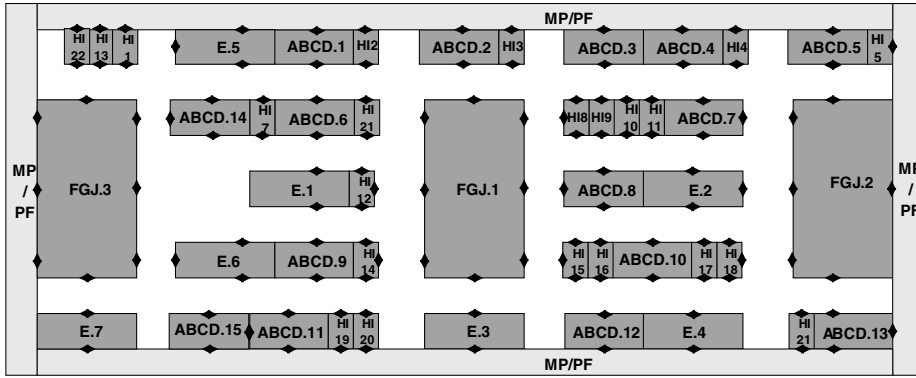 MP/PF
HI
22
HI
13
HI
1
E.5
ABCD.1
HI2
ABCD.2
HI3
ABCD.3
ABCD.4
HI4
ABCD.5
HI
5
ABCD.14
HI
7
ABCD.6
HI
21
HI8
HI9
HI
10
HI
11
ABCD.7
MP
/
PF
FGJ.3
E.1
HI
12
FGJ.1
ABCD.8
E.2
FGJ.2
MP
/
PF
E.6
ABCD.9
HI
14
HI
15
HI
16
ABCD.10
HI
17
HI
18
E.7
ABCD.15
ABCD.11
HI
19
HI
20
E.3
ABCD.12
E.4
HI
21
ABCD.13
MP/PF